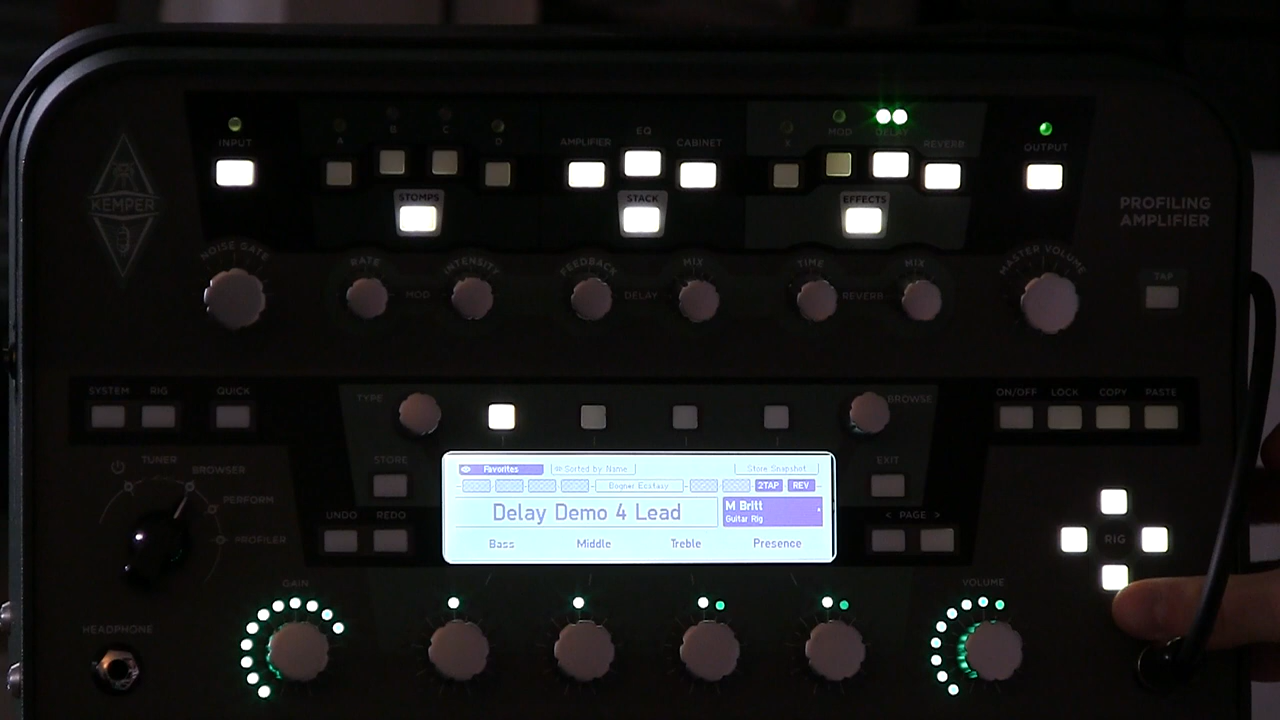 INPUT
A
B
C
D
AMPLIFIER
EQ
CABINET
X
MOD
DELAY
REVERB
OUTPUT
STOMPS
STACK
EFFECTS
KEMPER
PROFILING
AMPLIFIER
NOISE GATE
RATE
MOD
INTENSITY
FEEDBACK
DELAY
MIX
TIME
REVERB
MIX
MASTER VOLUME
TAP
SYSTEM
RIG
QUICK
TYPE
BROWSE
ON/OFF
LOCK
COPY
PASTE
TUNER
BROWSER
PERFORM
PROFILER
STORE
EXIT
UNDO
REDO
< PAGE >
Favorites
Sorted by Name
Store Snapshot
Bogner Ecstasy
2TAP
REV
Delay Demo 4 Lead
M Britt
Guitar Rig
Bass
Middle
Treble
Presence
RIG
GAIN
VOLUME
HEADPHONE